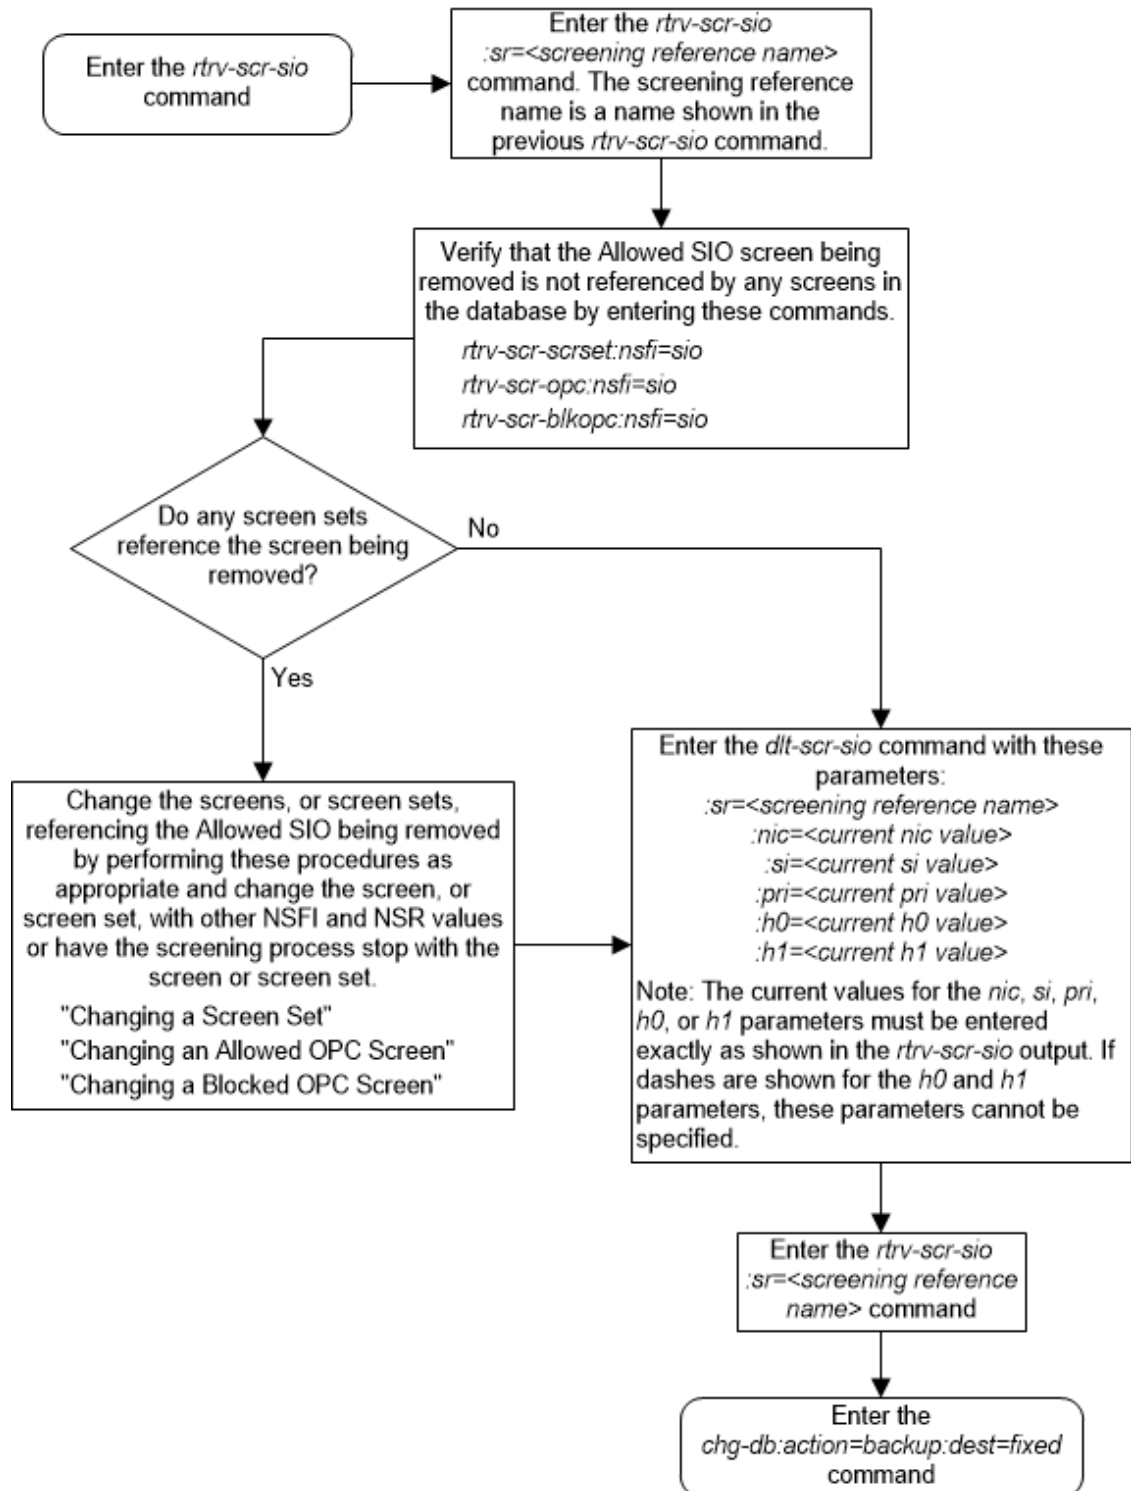 Enter the rtrv-scr-sio
command
Enter the rtrv-scr-sio
:sr=<screening reference name>
command. The screening reference
name is a name shown in the
previous rtrv-scr-sio command.
Verify that the Allowed SIO screen being
removed is not referenced by any screens in
the database by entering these commands.
rtrv-scr-scrset:nsfi=sio
rtrv-scr-opc:nsfi=sio
rtrv-scr-blkopc:nsfi=sio
Do any screen sets
reference the screen being
removed?
No
Yes
Change the screens, or screen sets,
referencing the Allowed SIO being removed
by performing these procedures as
appropriate and change the screen, or
screen set, with other NSFI and NSR values
or have the screening process stop with the
screen or screen set.
"Changing a Screen Set"
"Changing an Allowed OPC Screen"
"Changing a Blocked OPC Screen"
Enter the dlt-scr-sio command with these
parameters:
:sr=<screening reference name>
:nic=<current nic value>
:si=<current si value>
:pri=<current pri value>
:h0=<current h0 value>
:h1=<current h1 value>
Note: The current values for the nic, si, pri,
h0, or h1 parameters must be entered
exactly as shown in the rtrv-scr-sio output. If
dashes are shown for the h0 and h1
parameters, these parameters cannot be
specified.
Enter the rtrv-scr-sio
:sr=<screening reference
name> command
Enter the
chg-db:action=backup:dest=fixed
command